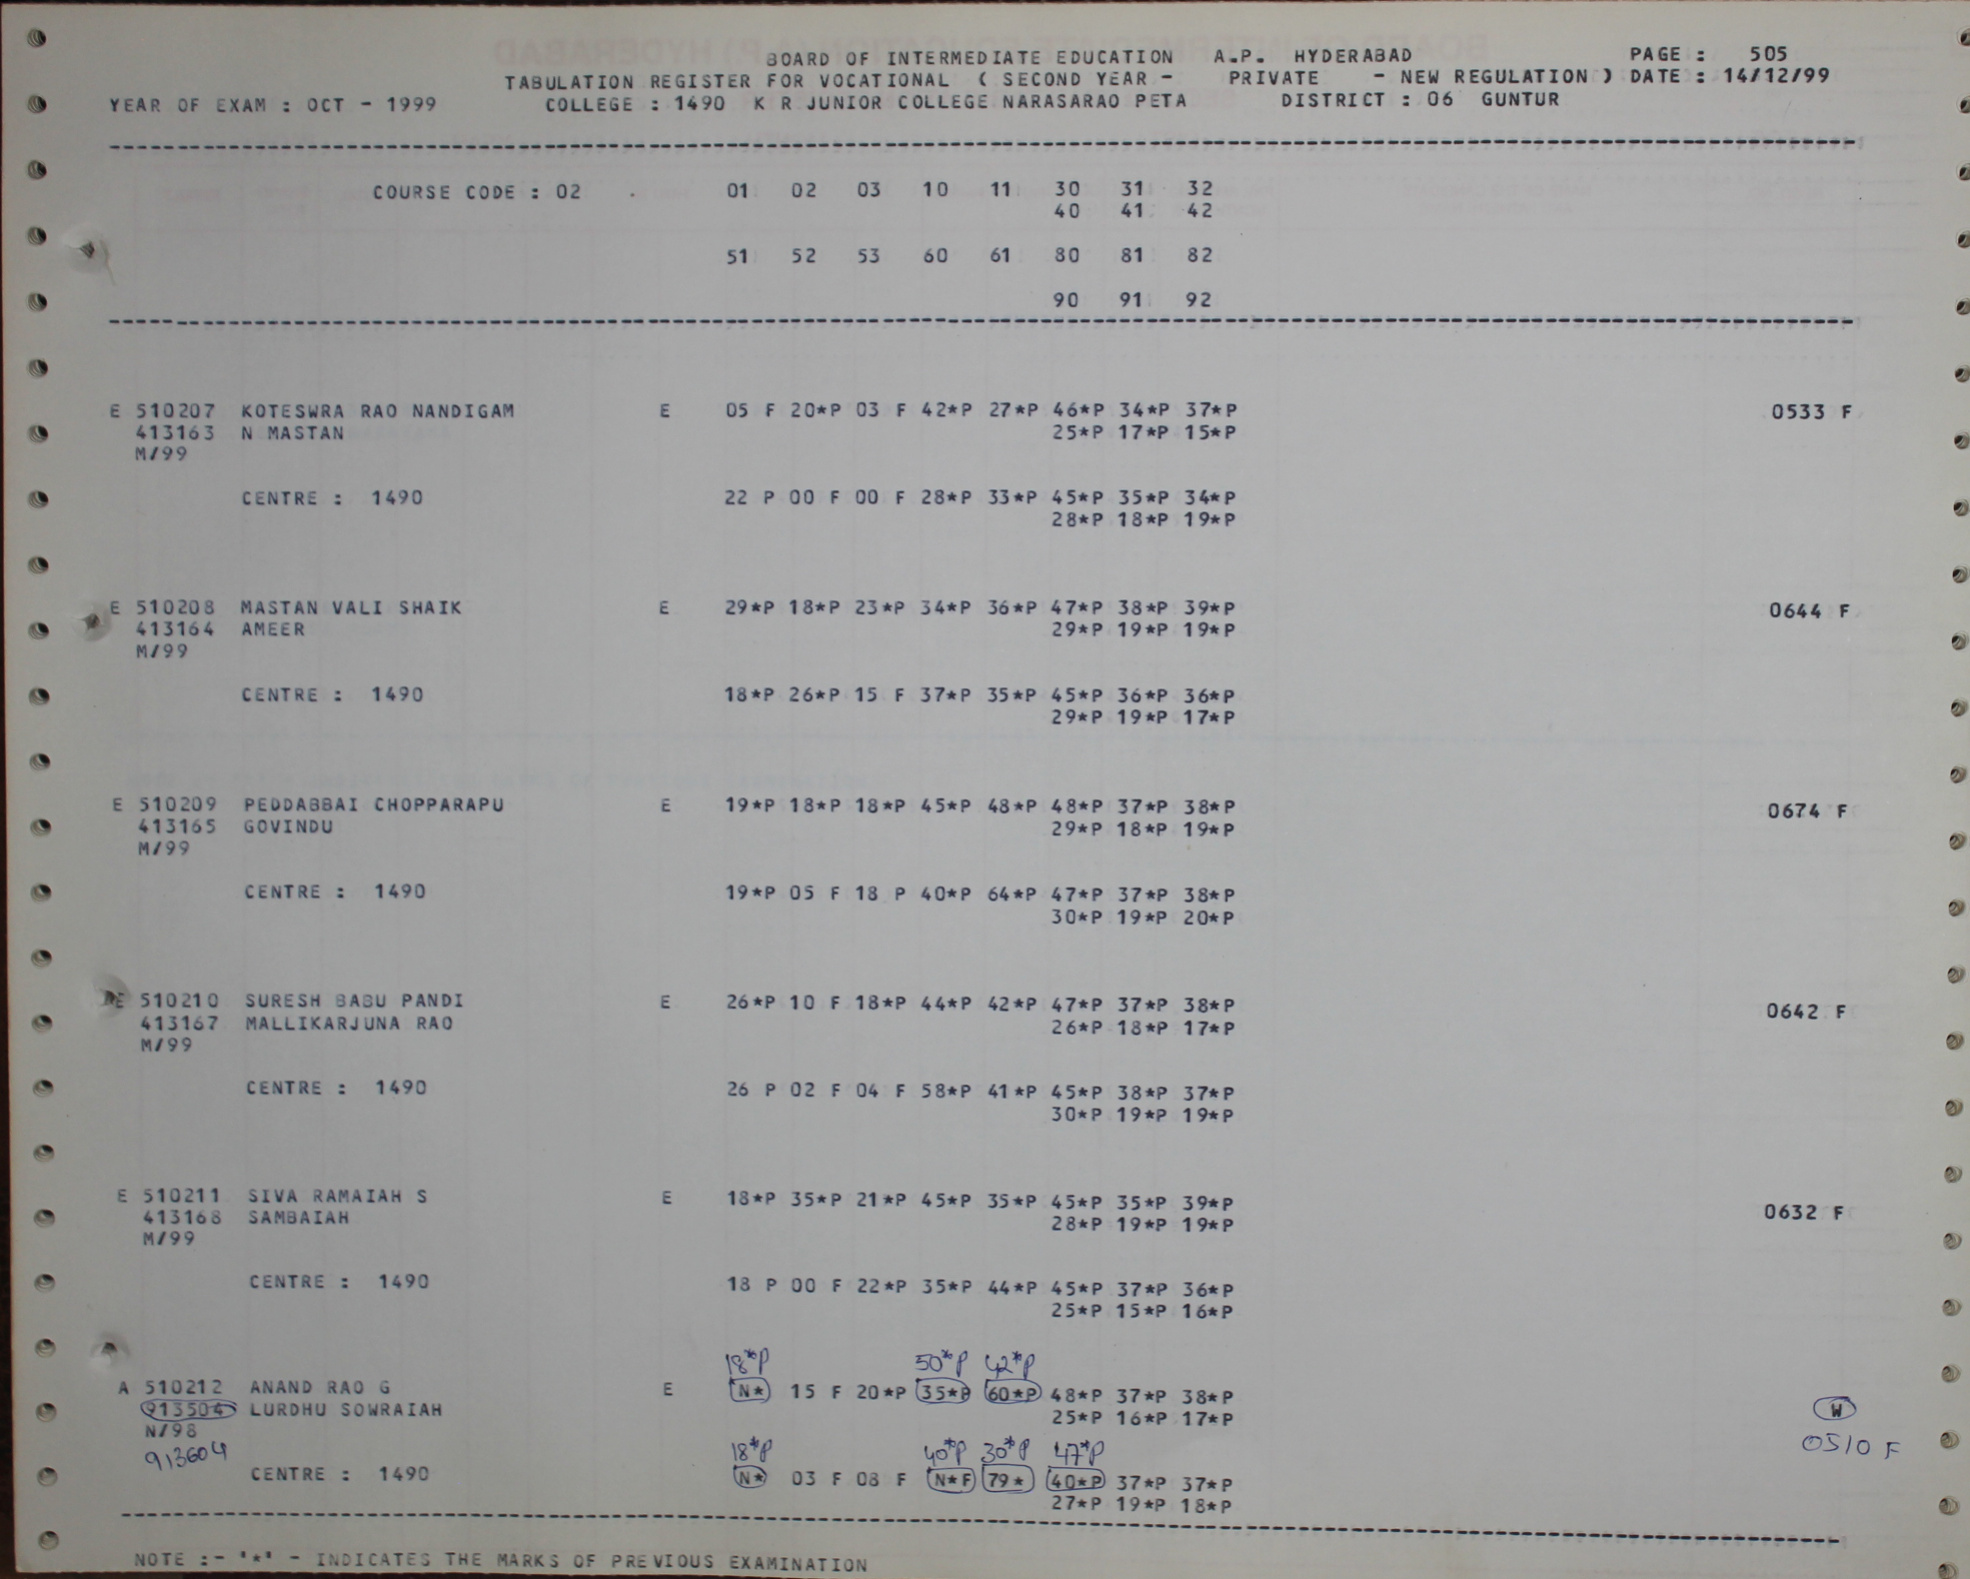 BOARD OF INTERMEDIATE EDUCATION A.P. HYDERABAD PAGE : 505
TABULATION REGISTER FOR VOCATIONAL ( SECOND YEAR - PRIVATE - NEW REGULATION ) DATE : 14/12/99
YEAR OF EXAM : OCT - 1999 COLLEGE : 1490 K R JUNIOR COLLEGE NARASARAO PETA DISTRICT : 06 GUNTUR
COURSE CODE : 02 01 02 03 10 11 30 31 32
40 41 42
51 52 53 60 61 80 81 82
90 91 92
E 510207 KOTESWRA RAO NANDIGAM E 05 F 20*P 03 F 42*P 27*P 46*P 34*P 37*P 0533 F
413163 N MASTAN 25*P 17*P 15*P
M/99
CENTRE : 1490 22 P 00 F 00 F 28*P 33*P 45*P 35*P 34*P
28*P 18*P 19*P
E 510208 MASTAN VALI SHAIK E 29*P 18*P 23*P 34*P 36*P 47*P 38*P 39*P 0644 F
413164 AMEER 29*P 19*P 19*P
M/99
CENTRE : 1490 18*P 26*P 15 F 37*P 35*P 45*P 36*P 36*P
29*P 19*P 17*P
E 510209 PEDDABBAI CHOPPARAPU E 19*P 18*P 18*P 45*P 48*P 48*P 37*P 38*P 0674 F
413165 GOVINDU 29*P 18*P 19*P
M/99
CENTRE : 1490 19*P 05 F 18 P 40*P 64*P 47*P 37*P 38*P
30*P 19*P 20*P
E 510210 SURESH BABU PANDI E 26*P 10 F 18*P 44*P 42*P 47*P 37*P 38*P 0642 F
413167 MALLIKARJUNA RAO 26*P 18*P 17*P
M/99
CENTRE : 1490 26 P 02 F 04 F 58*P 41*P 45*P 38*P 37*P
30*P 19*P 19*P
E 510211 SIVA RAMAIAH S E 18*P 35*P 21*P 45*P 35*P 45*P 35*P 39*P 0632 F
413168 SAMBAIAH 28*P 19*P 19*P
M/99
CENTRE : 1490 18 P 00 F 22*P 35*P 44*P 45*P 37*P 36*P
25*P 15*P 16*P
18*P 50*P 42*P
A 510212 ANAND RAO G E N* 15 F 20*P 35*P 60*P 48*P 37*P 38*P W
913504 LURDHU SOWRAIAH 25*P 16*P 17*P
N/98 0510 F
913604 18*P 40*P 30*P 47*P
CENTRE : 1490 N* 03 F 08 F N*F 79* 40*P 37*P 37*P
27*P 19*P 18*P
NOTE :- '*' - INDICATES THE MARKS OF PREVIOUS EXAMINATION